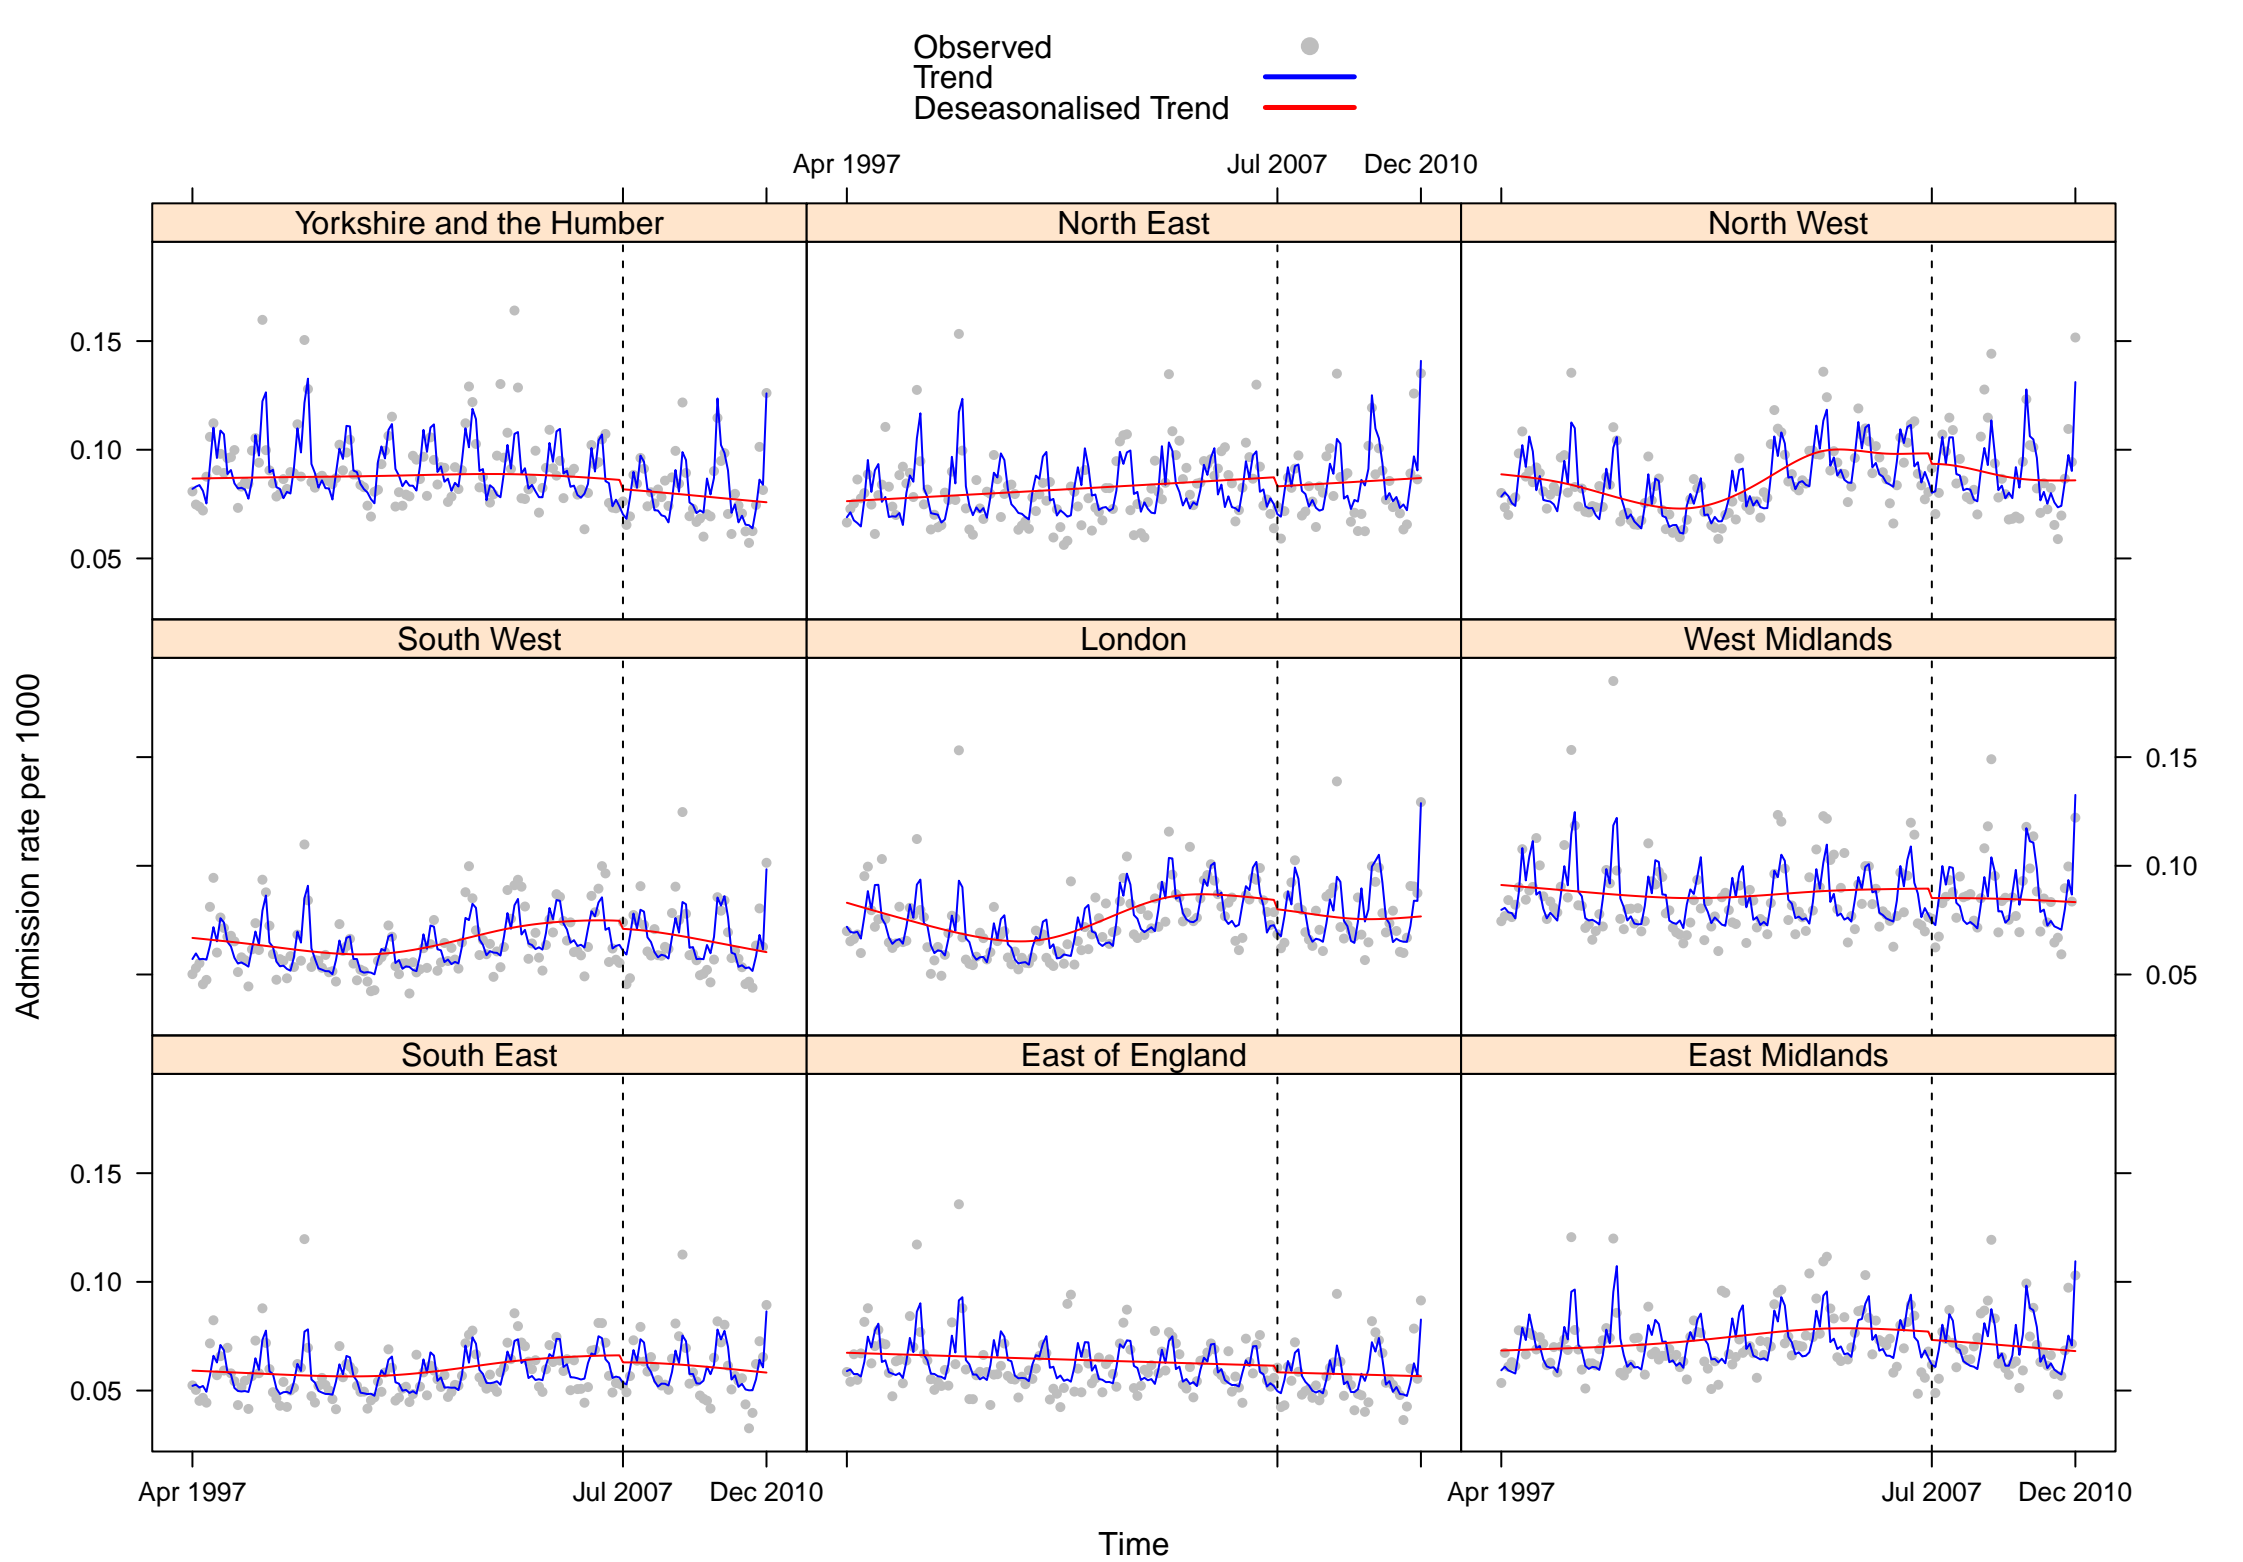 Observed
Trend
Deseasonalised Trend
Apr 1997 Jul 2007 Dec 2010
Yorkshire and the Humber North East North West
0.15
0.10
0.05
South West London West Midlands
Admission rate per 1000
0.15
0.10
0.05
South East East of England East Midlands
0.15
0.10
0.05
Apr 1997 Jul 2007 Dec 2010 Apr 1997 Jul 2007 Dec 2010
Time